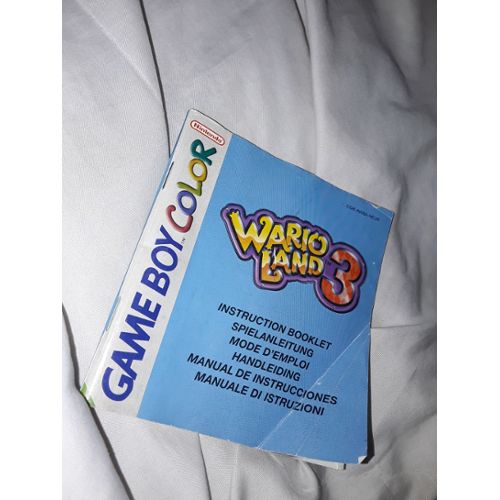 Nintendo
GAME BOY COLOR
WARIO
LAND 3
INSTRUCTION BOOKLET
SPIELANLEITUNG
MODE D'EMPLOI
HANDLEIDING
MANUAL DE INSTRUCCIONES
MANUALE DI ISTRUZIONI